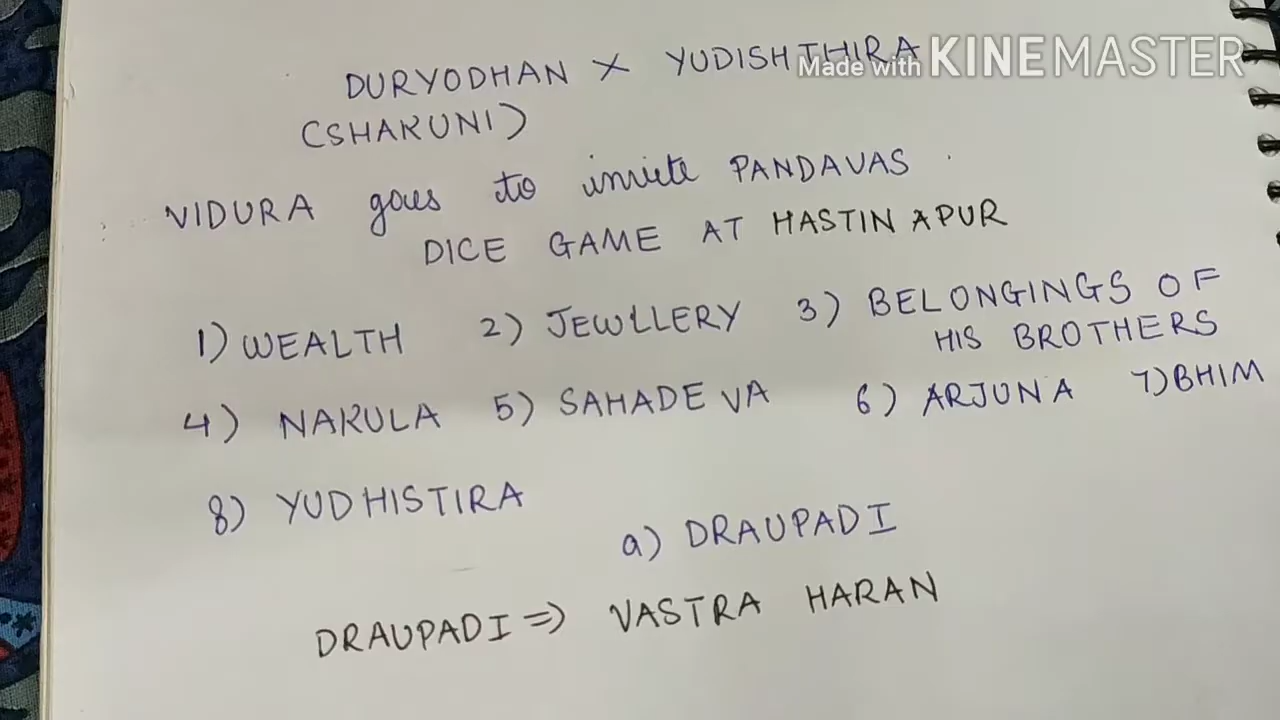 DURYODHAN × YUDISHTHIRA
Made with KINEMASTER
(SHAKUNI)
VIDURA goes to invite PANDAVAS
DICE GAME AT HASTINAPUR
1) WEALTH 2) JEWLLERY 3) BELONGINGS OF
HIS BROTHERS
4) NAKULA 5) SAHADEVA 6) ARJUNA 7) BHIM
8) YUDHISTIRA
a) DRAUPADI
DRAUPADI => VASTRA HARAN